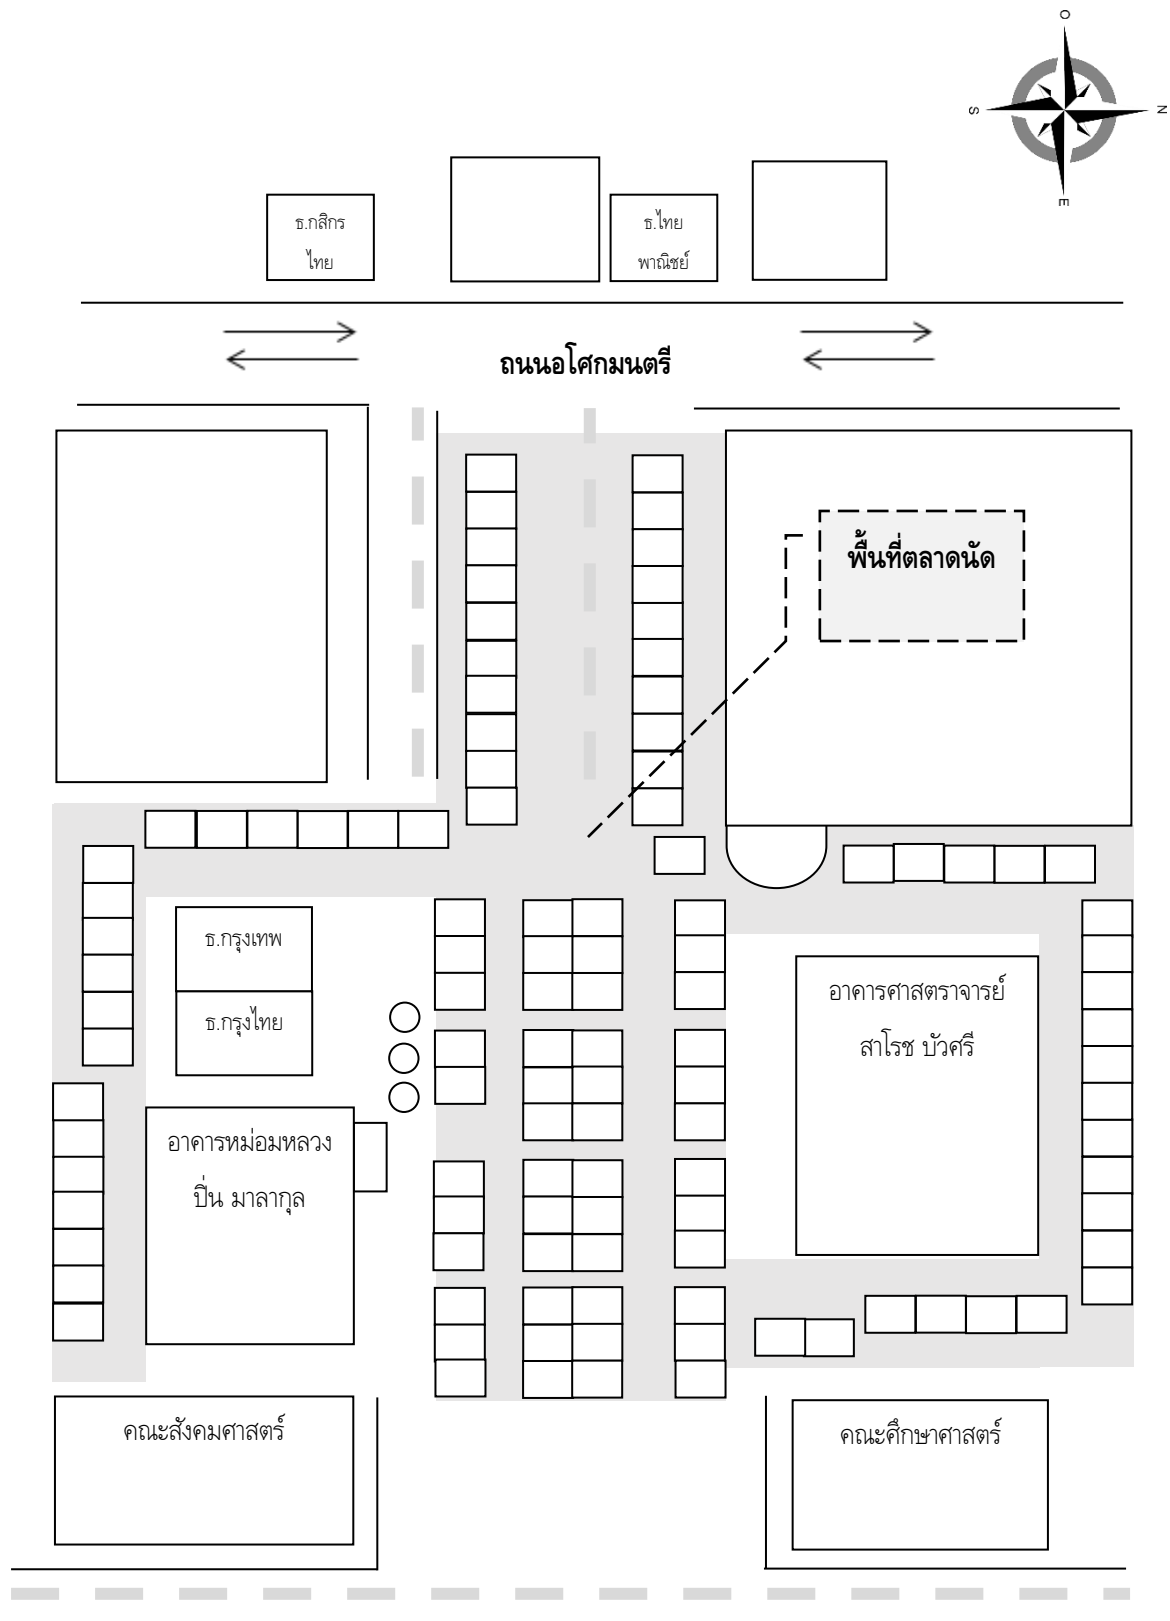 O
S
N
E
ธ.กสิกร
ไทย
ธ.ไทย
พาณิชย์
ถนนอโศกมนตรี
พื้นที่ตลาดนัด
ธ.กรุงเทพ
ธ.กรุงไทย
อาคารศาสตราจารย์
สาโรช บัวศรี
อาคารหม่อมหลวง
ปิ่น มาลากุล
คณะสังคมศาสตร์
คณะศึกษาศาสตร์